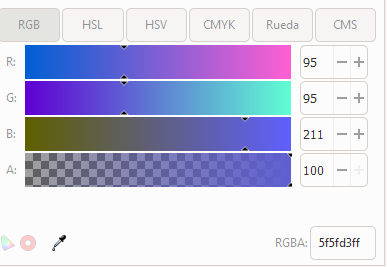 RGB HSL HSV CMYK Rueda CMS
R: 95
G: 95
B: 211
A: 100
RGBA: 5f5fd3ff